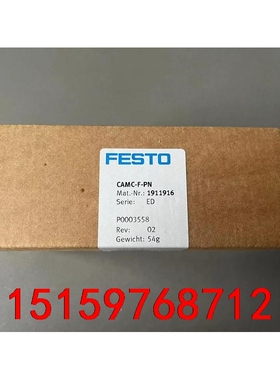 FESTO
CAMC-F-PN
Mat.-Nr.: 1911916
Serie: ED
P0003558
Rev: 02
Gewicht: 54g
15159768712